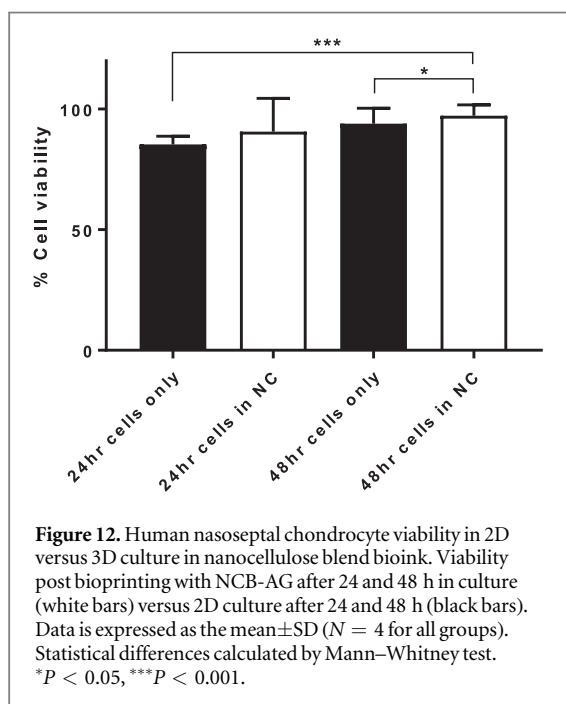 ***
*
100
50
0
% Cell viability
24hr cells only
24hr cells in NC
48hr cells only
48hr cells in NC
Figure 12. Human nasoseptal chondrocyte viability in 2D
versus 3D culture in nanocellulose blend bioink. Viability
post bioprinting with NCB-AG after 24 and 48 h in culture
(white bars) versus 2D culture after 24 and 48 h (black bars).
Data is expressed as the mean±SD (N = 4 for all groups).
Statistical differences calculated by Mann–Whitney test.
*P < 0.05, ***P < 0.001.